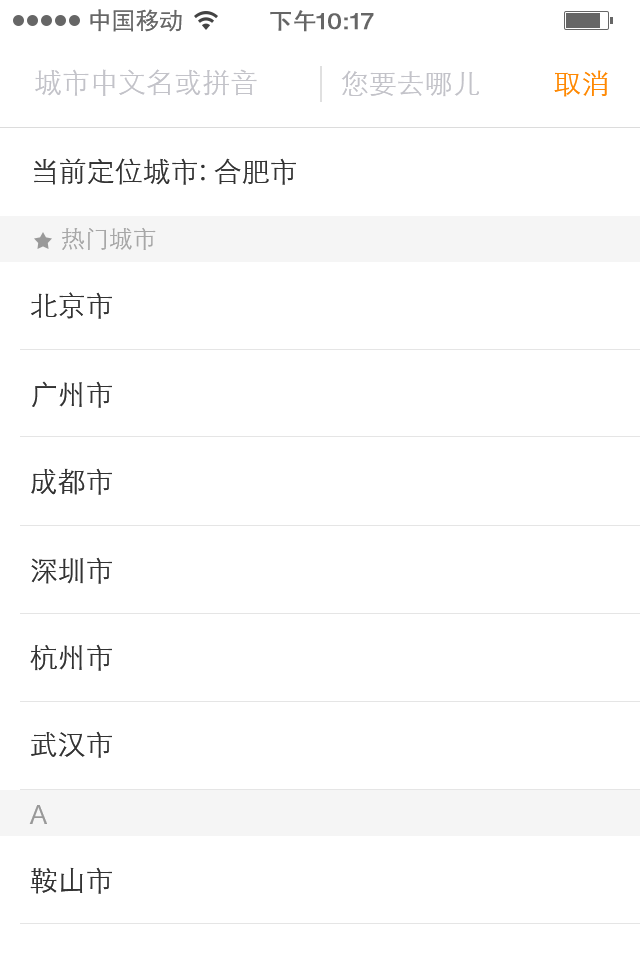 中国移动 下午10:17
城市中文名或拼音 您要去哪儿 取消
当前定位城市: 合肥市
热门城市
北京市
广州市
成都市
深圳市
杭州市
武汉市
A
鞍山市